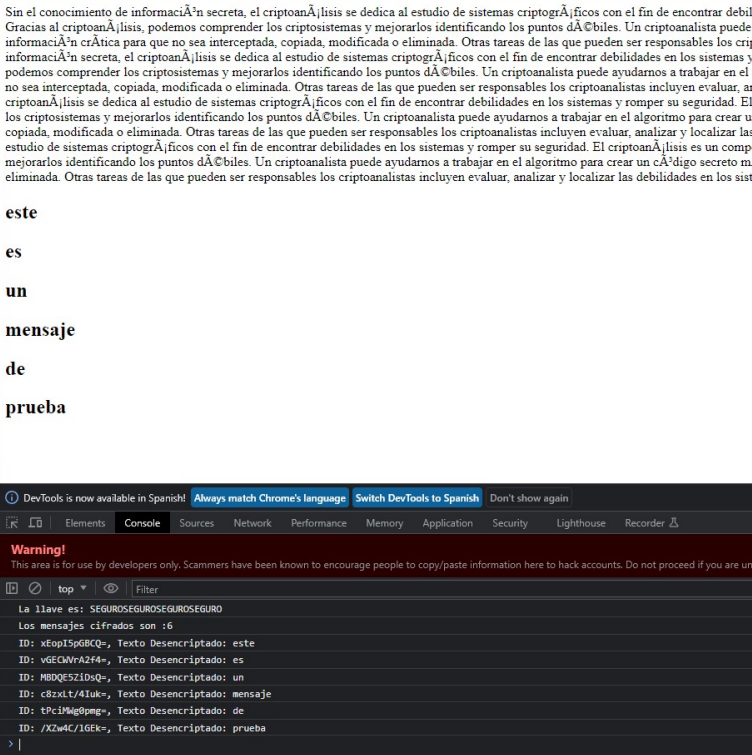 Sin el conocimiento de informaciÃ³n secreta, el criptoanÃ¡lisis se dedica al estudio de sistemas criptogrÃ¡ficos con el fin de encontrar debil
Gracias al criptoanÃ¡lisis, podemos comprender los criptosistemas y mejorarlos identificando los puntos dÃ©biles. Un criptoanalista puede
informaciÃ³n crÃ­tica para que no sea interceptada, copiada, modificada o eliminada. Otras tareas de las que pueden ser responsables los crip
informaciÃ³n secreta, el criptoanÃ¡lisis se dedica al estudio de sistemas criptogrÃ¡ficos con el fin de encontrar debilidades en los sistemas y
podemos comprender los criptosistemas y mejorarlos identificando los puntos dÃ©biles. Un criptoanalista puede ayudarnos a trabajar en el
no sea interceptada, copiada, modificada o eliminada. Otras tareas de las que pueden ser responsables los criptoanalistas incluyen evaluar, an
criptoanÃ¡lisis se dedica al estudio de sistemas criptogrÃ¡ficos con el fin de encontrar debilidades en los sistemas y romper su seguridad. El
los criptosistemas y mejorarlos identificando los puntos dÃ©biles. Un criptoanalista puede ayudarnos a trabajar en el algoritmo para crear u
copiada, modificada o eliminada. Otras tareas de las que pueden ser responsables los criptoanalistas incluyen evaluar, analizar y localizar las
estudio de sistemas criptogrÃ¡ficos con el fin de encontrar debilidades en los sistemas y romper su seguridad. El criptoanÃ¡lisis es un comp
mejorarlos identificando los puntos dÃ©biles. Un criptoanalista puede ayudarnos a trabajar en el algoritmo para crear un cÃ³digo secreto m
eliminada. Otras tareas de las que pueden ser responsables los criptoanalistas incluyen evaluar, analizar y localizar las debilidades en los sist
este
es
un
mensaje
de
prueba
DevTools is now available in Spanish! Always match Chrome's language Switch DevTools to Spanish Don't show again
Elements Console Sources Network Performance Memory Application Security Lighthouse Recorder
Warning!
This area is for use by developers only. Scammers have been known to encourage people to copy/paste information here to hack accounts. Do not proceed if you are un
top Filter
La llave es: SEGUROSEGUROSEGUROSEGURO
Los mensajes cifrados son :6
ID: xEopI5pGBCQ=, Texto Desencriptado: este
ID: vGECWVrA2f4=, Texto Desencriptado: es
ID: MBDQE5ZiDsQ=, Texto Desencriptado: un
ID: c8zxLt/4Iuk=, Texto Desencriptado: mensaje
ID: tPciMWg0pmg=, Texto Desencriptado: de
ID: /XZw4C/lGEk=, Texto Desencriptado: prueba